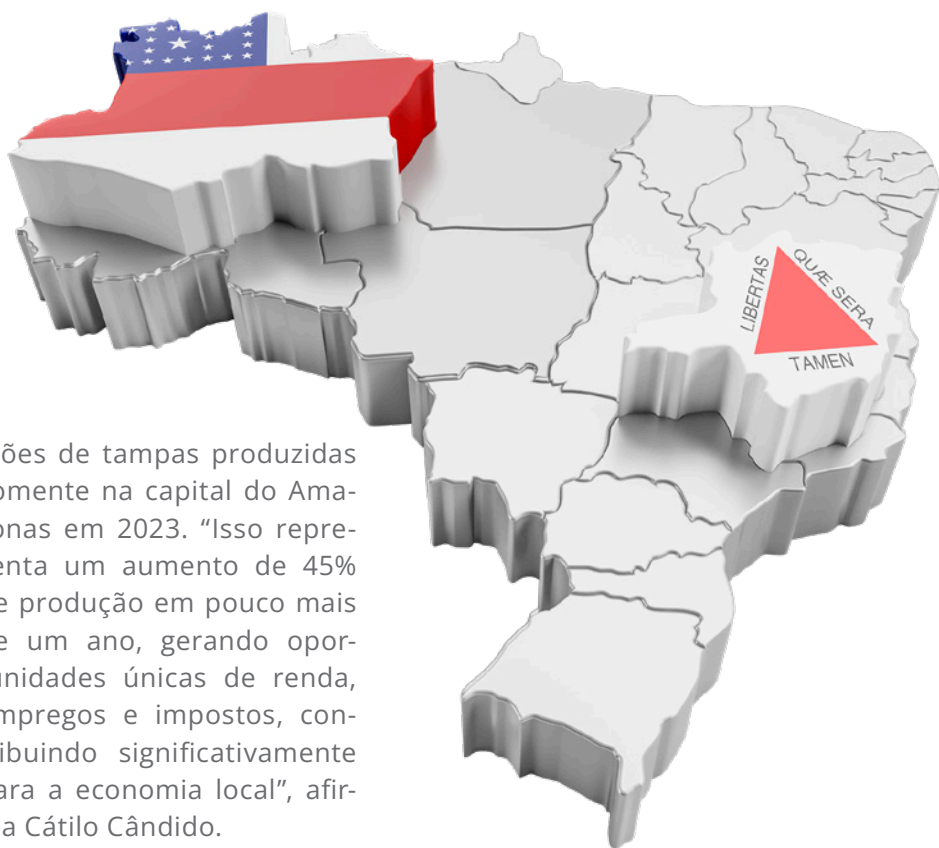 LIBERTAS
QUÆ SERA
TAMEN
ões de tampas produzidas
omente na capital do Ama-
onas em 2023. “Isso repre-
enta um aumento de 45%
e produção em pouco mais
e um ano, gerando opor-
unidades únicas de renda,
mpregos e impostos, con-
ribuindo significativamente
ara a economia local”, afir-
a Cátilo Cândido.